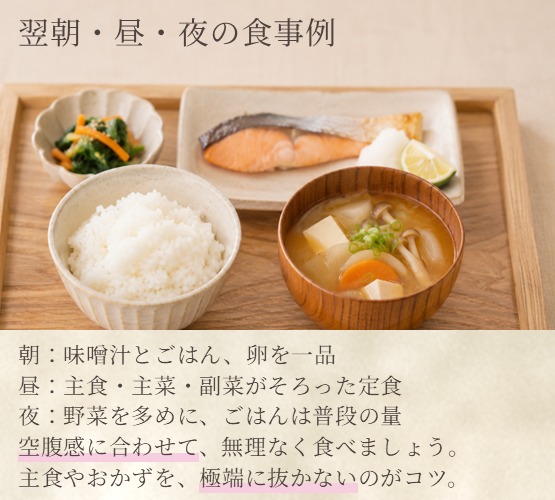 翌朝・昼・夜の食事例
朝：味噌汁とごはん、卵を一品
昼：主食・主菜・副菜がそろった定食
夜：野菜を多めに、ごはんは普段の量
空腹感に合わせて、無理なく食べましょう。
主食やおかずを、極端に抜かないのがコツ。